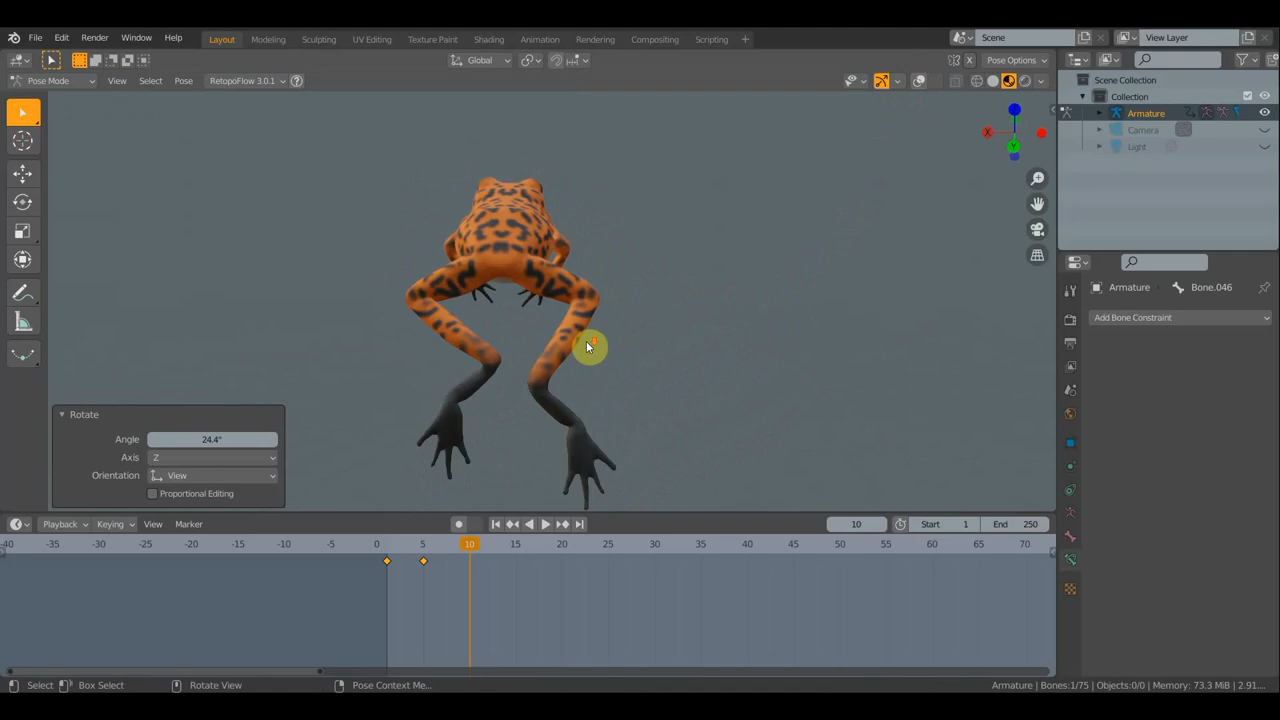 File Edit Render Window Help Layout Modeling Sculpting UV Editing Texture Paint Shading Animation Rendering Compositing Scripting + Scene View Layer
Global Pose Options
Pose Mode View Select Pose RetopoFlow 3.0.1
Scene Collection
Collection
Armature
Camera
Light
X
Y
Armature Bone.046
Add Bone Constraint
Rotate
Angle 24.4°
Axis Z
Orientation View
Proportional Editing
Playback Keying View Marker 10 Start 1 End 250
-40 -35 -30 -25 -20 -15 -10 -5 0 5 10 15 20 25 30 35 40 45 50 55 60 65 70
Select Box Select Rotate View Pose Context Me... Armature | Bones:1/75 | Objects:0/0 | Memory: 73.3 MiB | 2.91....